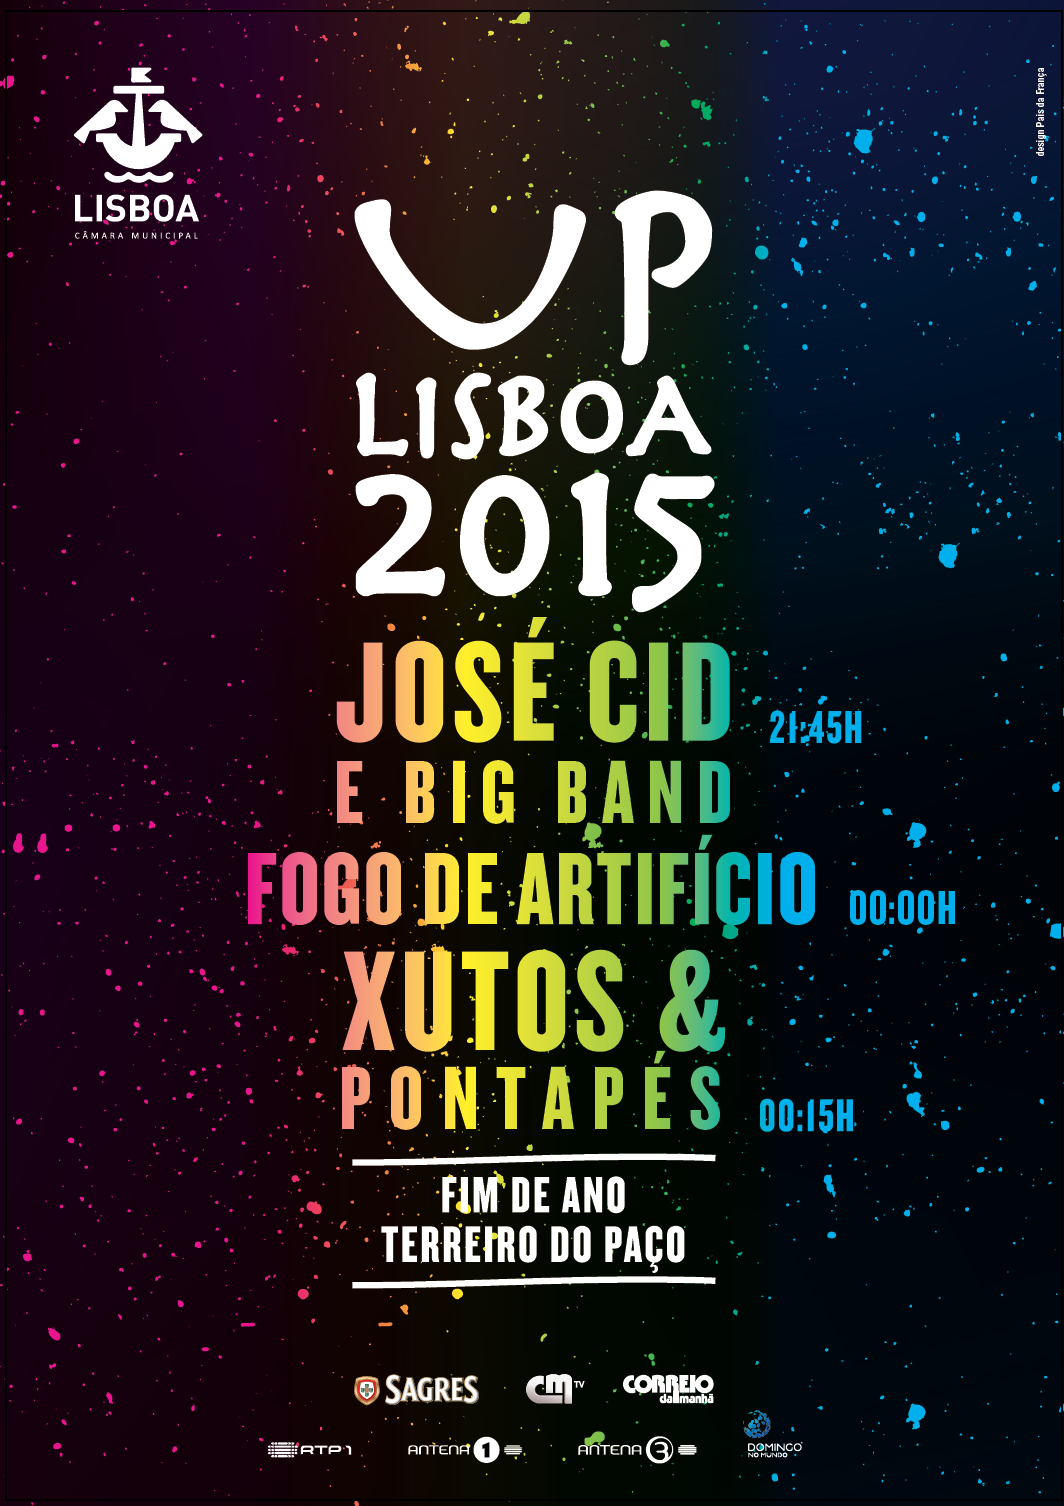 design Pais da França
LISBOA
CÂMARA MUNICIPAL
UP
LISBOA
2015
JOSÉ CID
21:45H
E BIG BAND
FOGO DE ARTIFÍCIO
00:00H
XUTOS &
PONTAPÉS
00:15H
FIM DE ANO
TERREIRO DO PAÇO
SAGRES
CM TV
CORREIO
da manhã
RTP1
ANTENA 1
ANTENA 3
DOMINGO
NO MUNDO